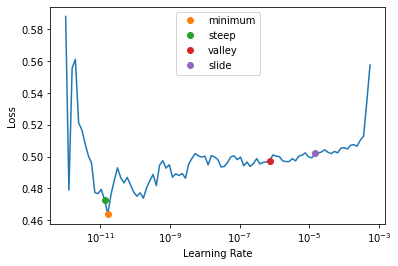 minimum
steep
valley
slide
0.58
0.56
0.54
0.52
0.50
0.48
0.46
Loss
10⁻¹¹ 10⁻⁹ 10⁻⁷ 10⁻⁵ 10⁻³
Learning Rate